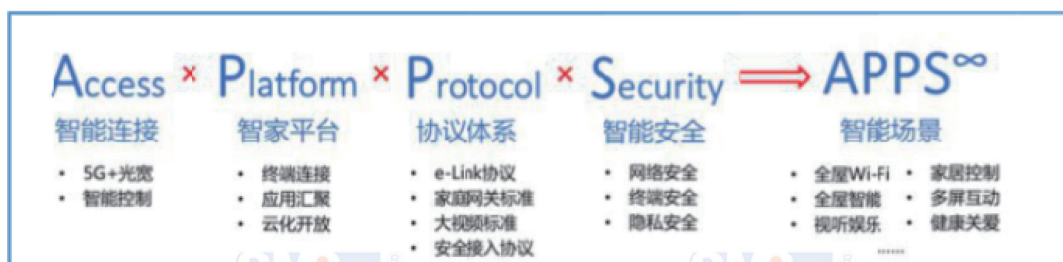 Access × Platform × Protocol × Security ⟹ APPS∞
智能连接 智家平台 协议体系 智能安全 智能场景
• 5G+光宽
• 智能控制
• 终端连接
• 应用汇聚
• 云化开放
• e-Link协议
• 家庭网关标准
• 大视频标准
• 安全接入协议
• 网络安全
• 终端安全
• 隐私安全
• 全屋Wi-Fi
• 全屋智能
• 视听娱乐
• 家居控制
• 多屏互动
• 健康关爱
……